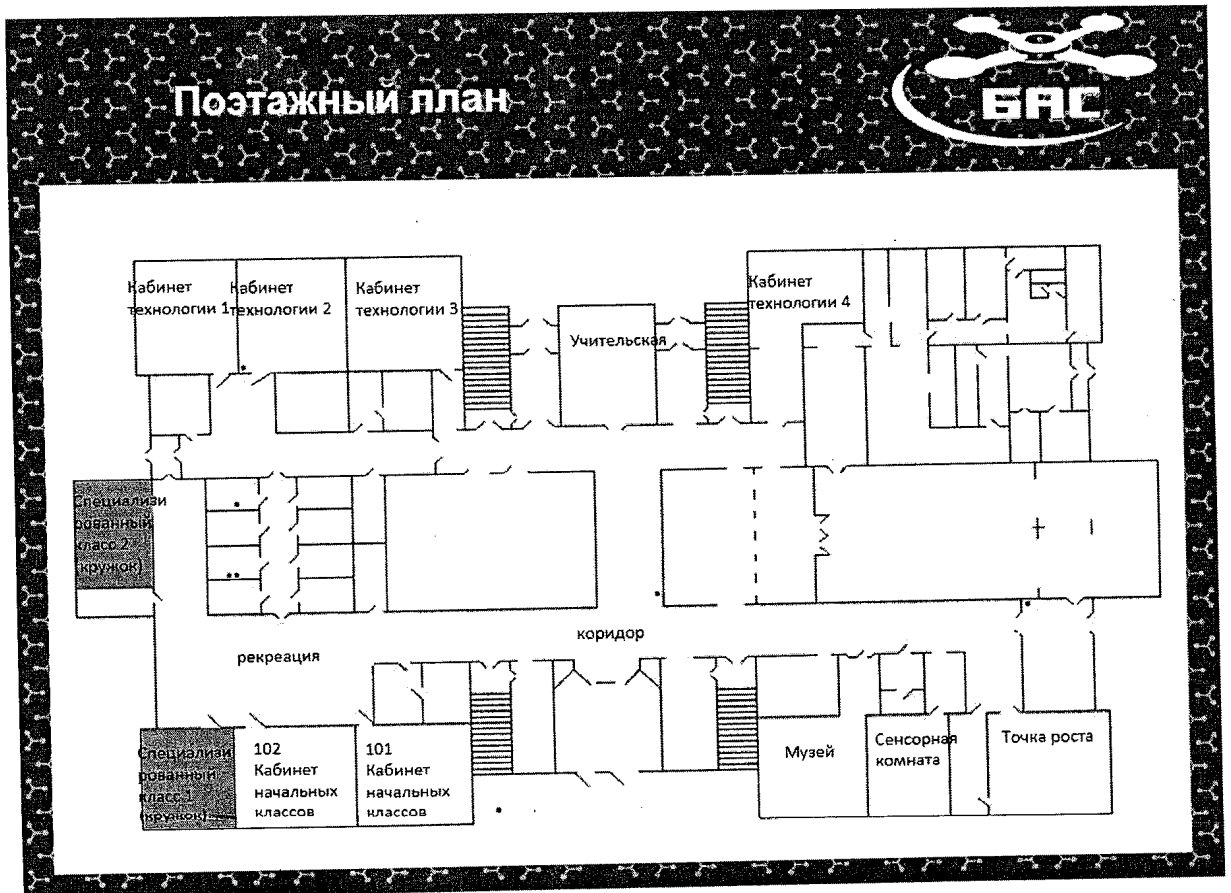 Поэтажный план
БАС
Кабинет
технологии 1
Кабинет
технологии 2
Кабинет
технологии 3
Учительская
Кабинет
технологии 4
Специализи
рованный
класс 2
(кружок)
рекреация
коридор
Специализи
рованный
класс 1
(кружок)
102
Кабинет
начальных
классов
101
Кабинет
начальных
классов
Музей
Сенсорная
комната
Точка роста